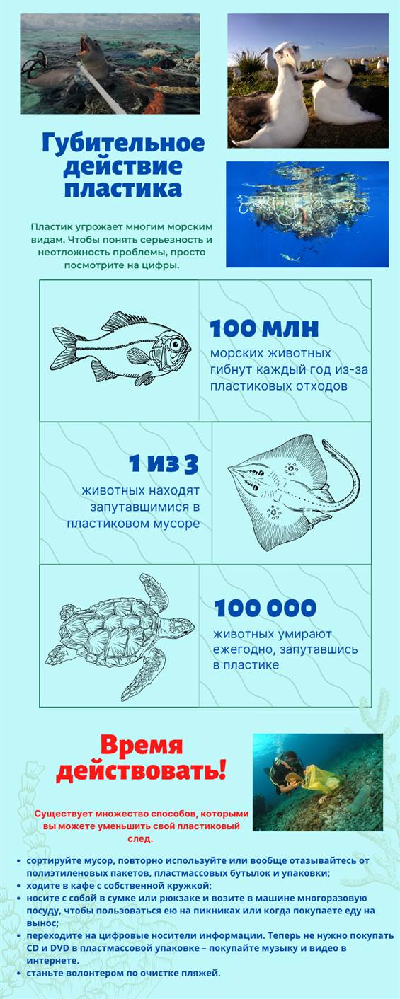 Губительное
действие
пластика
Пластик угрожает многим морским
видам. Чтобы понять серьезность и
неотложность проблемы, просто
посмотрите на цифры.
100 млн
морских животных
гибнут каждый год из-за
пластиковых отходов
1 из 3
животных находят
запутавшимися в
пластиковом мусоре
100 000
животных умирают
ежегодно, запутавшись
в пластике
Время
действовать!
Существует множество способов, которыми
вы можете уменьшить свой пластиковый
след.
• сортируйте мусор, повторно используйте или вообще отазывайтесь от
полиэтиленовых пакетов, пластмассовых бутылок и упаковки;
• ходите в кафе с собственной кружкой;
• носите с собой в сумке или рюкзаке и возите в машине многоразовую
посуду, чтобы пользоваться ею на пикниках или когда покупаете еду на
вынос;
• переходите на цифровые носители информации. Теперь не нужно покупать
CD и DVD в пластмассовой упаковке – покупайте музыку и видео в
интернете.
• станьте волонтером по очистке пляжей.